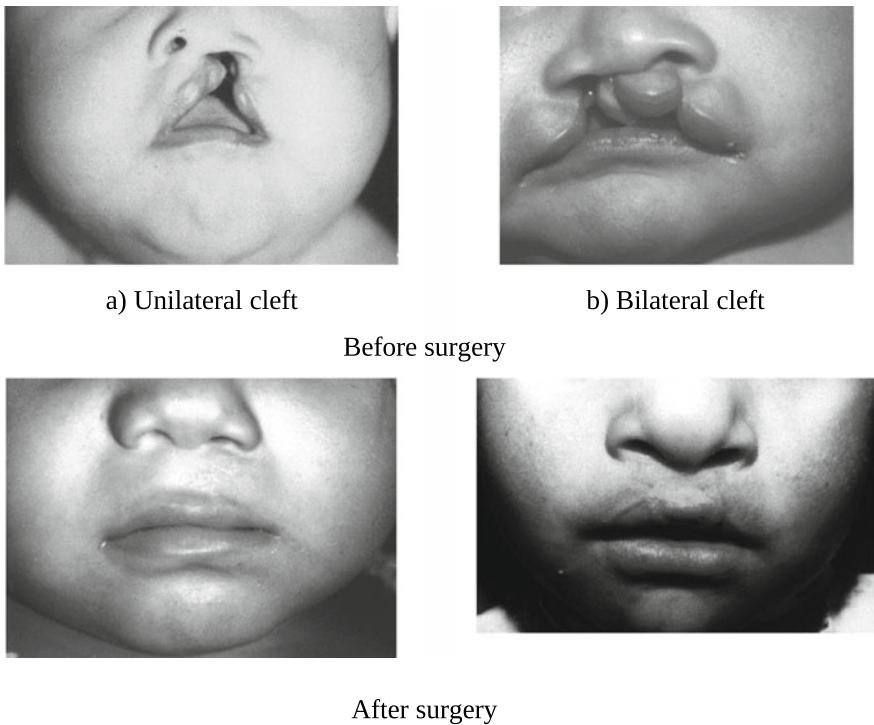 a) Unilateral cleft
b) Bilateral cleft
Before surgery
After surgery